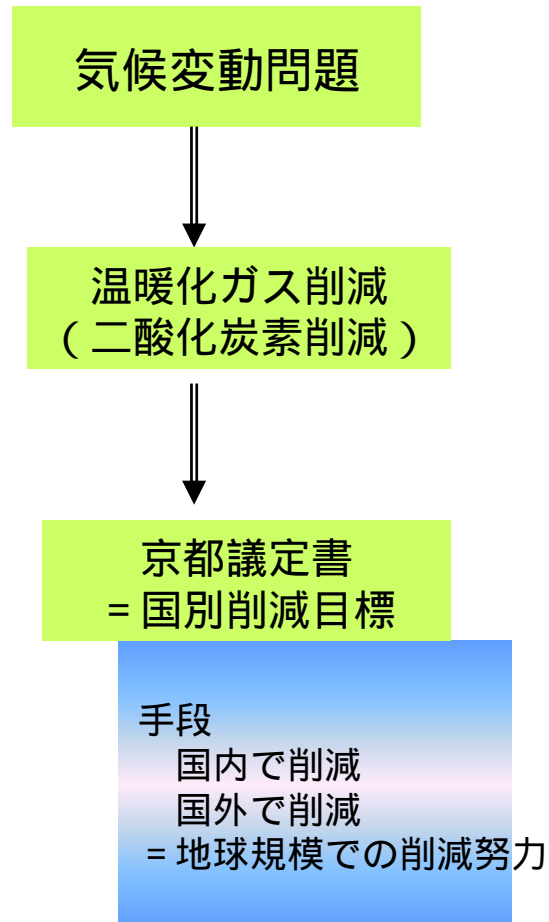 気候変動問題
温暖化ガス削減
(二酸化炭素削減)
京都議定書
=国別削減目標
手段
国内で削減
国外で削減
=地球規模での削減努力